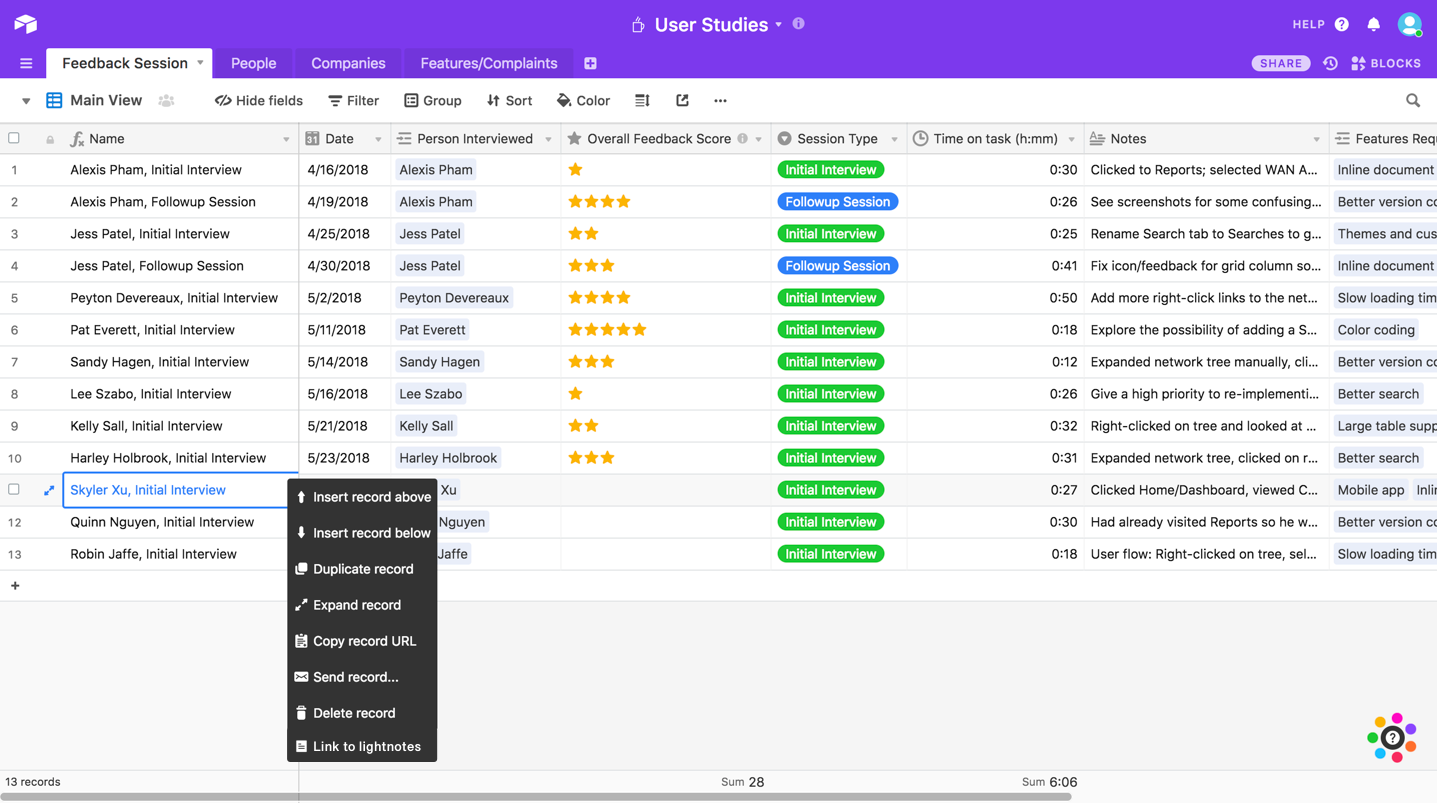 User Studies
HELP
Feedback Session People Companies Features/Complaints SHARE BLOCKS
Main View Hide fields Filter Group Sort Color
Name 31 Date Person Interviewed Overall Feedback Score Session Type Time on task (h:mm) Notes Features Requ
1 Alexis Pham, Initial Interview 4/16/2018 Alexis Pham Initial Interview 0:30 Clicked to Reports; selected WAN A... Inline document
2 Alexis Pham, Followup Session 4/19/2018 Alexis Pham Followup Session 0:26 See screenshots for some confusing... Better version co
3 Jess Patel, Initial Interview 4/25/2018 Jess Patel Initial Interview 0:25 Rename Search tab to Searches to g... Themes and cus
4 Jess Patel, Followup Session 4/30/2018 Jess Patel Followup Session 0:41 Fix icon/feedback for grid column so... Inline document
5 Peyton Devereaux, Initial Interview 5/2/2018 Peyton Devereaux Initial Interview 0:50 Add more right-click links to the net... Slow loading tim
6 Pat Everett, Initial Interview 5/11/2018 Pat Everett Initial Interview 0:18 Explore the possibility of adding a S... Color coding
7 Sandy Hagen, Initial Interview 5/14/2018 Sandy Hagen Initial Interview 0:12 Expanded network tree manually, cli... Better version co
8 Lee Szabo, Initial Interview 5/16/2018 Lee Szabo Initial Interview 0:26 Give a high priority to re-implementi... Better search
9 Kelly Sall, Initial Interview 5/21/2018 Kelly Sall Initial Interview 0:32 Right-clicked on tree and looked at ... Large table supp
10 Harley Holbrook, Initial Interview 5/23/2018 Harley Holbrook Initial Interview 0:31 Expanded network tree, clicked on r... Better search
Skyler Xu, Initial Interview Xu Initial Interview 0:27 Clicked Home/Dashboard, viewed C... Mobile app Inlin
12 Quinn Nguyen, Initial Interview Nguyen Initial Interview 0:30 Had already visited Reports so he w... Better version co
13 Robin Jaffe, Initial Interview Jaffe Initial Interview 0:18 User flow: Right-clicked on tree, sel... Slow loading tim
Insert record above
Insert record below
Duplicate record
Expand record
Copy record URL
Send record...
Delete record
Link to lightnotes
13 records Sum 28 Sum 6:06